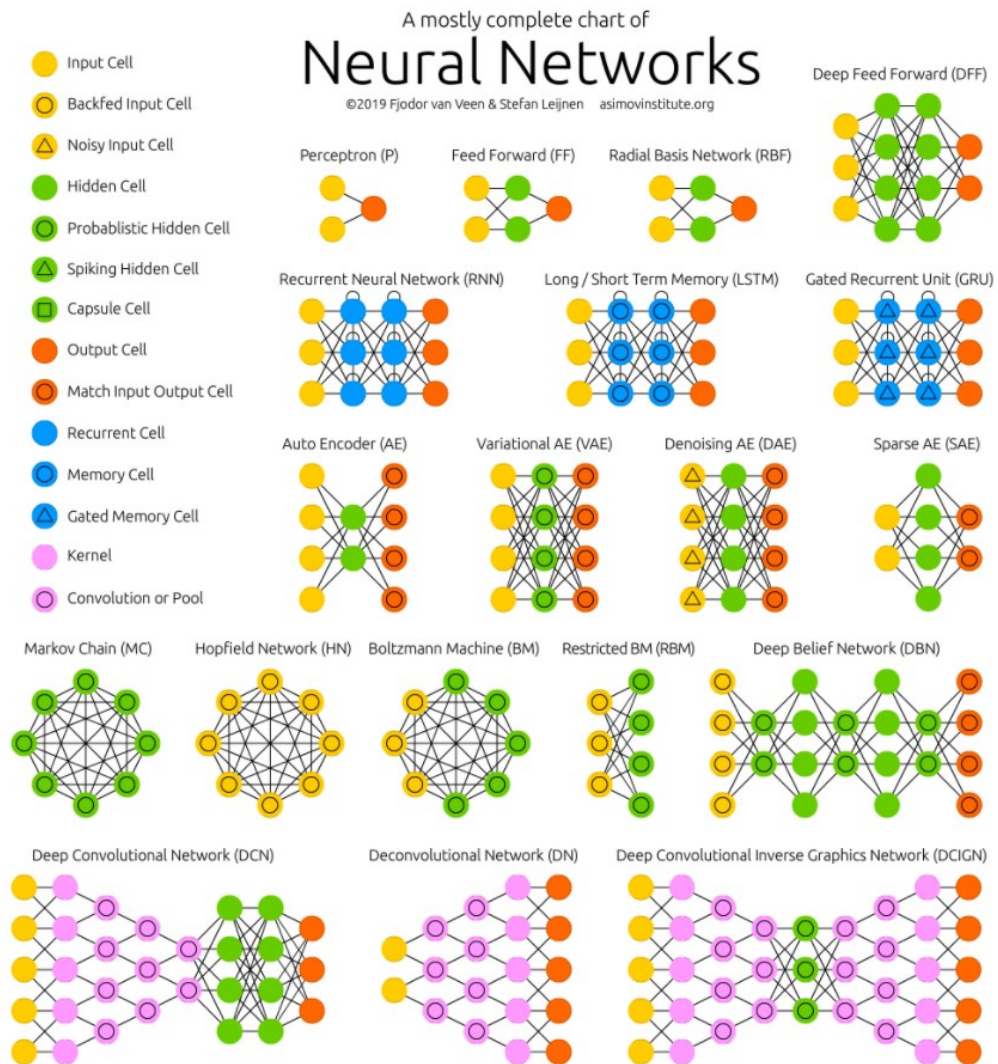 A mostly complete chart of
Neural Networks
©2019 Fjodor van Veen & Stefan Leijnen asimovinstitute.org
Input Cell
Backfed Input Cell
Noisy Input Cell
Hidden Cell
Probablistic Hidden Cell
Spiking Hidden Cell
Capsule Cell
Output Cell
Match Input Output Cell
Recurrent Cell
Memory Cell
Gated Memory Cell
Kernel
Convolution or Pool
Deep Feed Forward (DFF)
Perceptron (P) Feed Forward (FF) Radial Basis Network (RBF)
Recurrent Neural Network (RNN) Long / Short Term Memory (LSTM) Gated Recurrent Unit (GRU)
Auto Encoder (AE) Variational AE (VAE) Denoising AE (DAE) Sparse AE (SAE)
Markov Chain (MC) Hopfield Network (HN) Boltzmann Machine (BM) Restricted BM (RBM) Deep Belief Network (DBN)
Deep Convolutional Network (DCN) Deconvolutional Network (DN) Deep Convolutional Inverse Graphics Network (DCIGN)